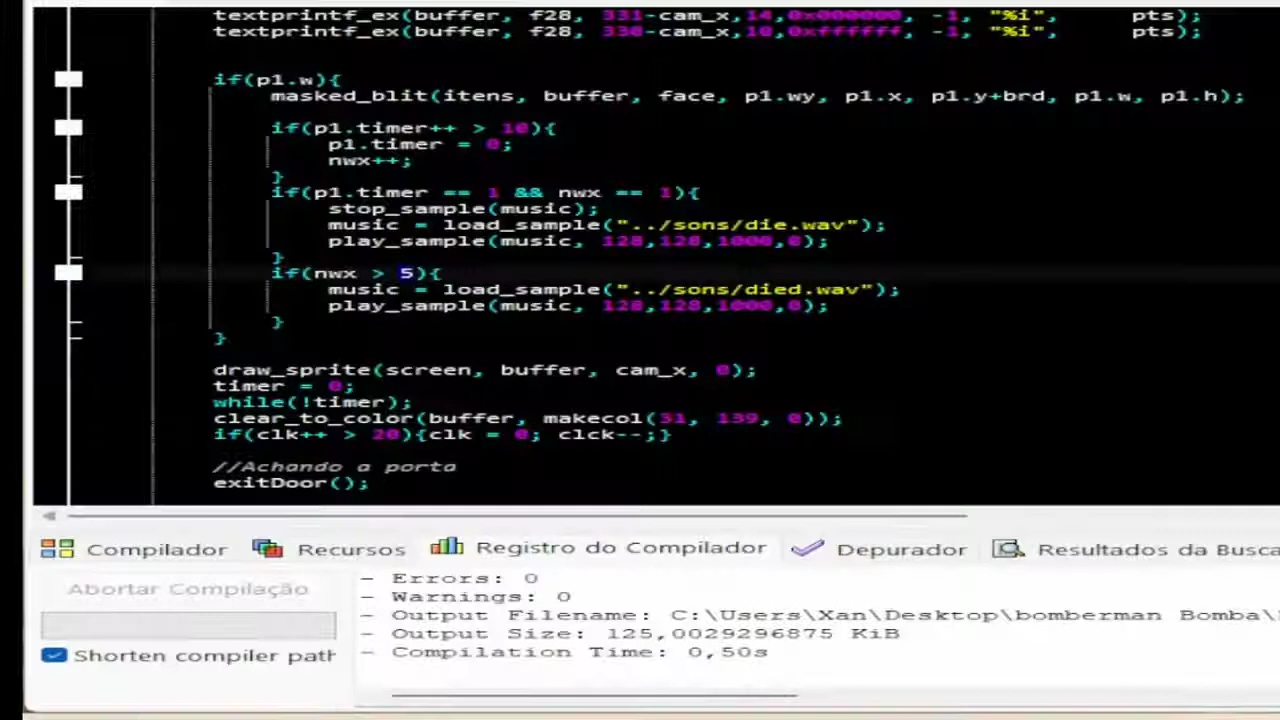 textprintf_ex(buffer, f28, 331-cam_x,14,0x000000, -1, "%i", pts);
textprintf_ex(buffer, f28, 330-cam_x,10,0xffffff, -1, "%i", pts);
if(p1.w){
masked_blit(itens, buffer, face, p1.wy, p1.x, p1.y+brd, p1.w, p1.h);
if(p1.timer++ > 10){
p1.timer = 0;
nwx++;
}
if(p1.timer == 1 && nwx == 1){
stop_sample(music);
music = load_sample("../sons/die.wav");
play_sample(music, 128,128,1000,0);
}
if(nwx > 5){
music = load_sample("../sons/died.wav");
play_sample(music, 128,128,1000,0);
}
}
draw_sprite(screen, buffer, cam_x, 0);
timer = 0;
while(!timer);
clear_to_color(buffer, makecol(31, 139, 0));
if(clk++ > 20){clk = 0; clck--;}
//Achando a porta
exitDoor();
Compilador Recursos Registro do Compilador Depurador Resultados da Busca
Abortar Compilação
Shorten compiler path
- Errors: 0
- Warnings: 0
- Output Filename: C:\Users\Xan\Desktop\bomberman Bomba\
- Output Size: 125,0029296875 KiB
- Compilation Time: 0,50s